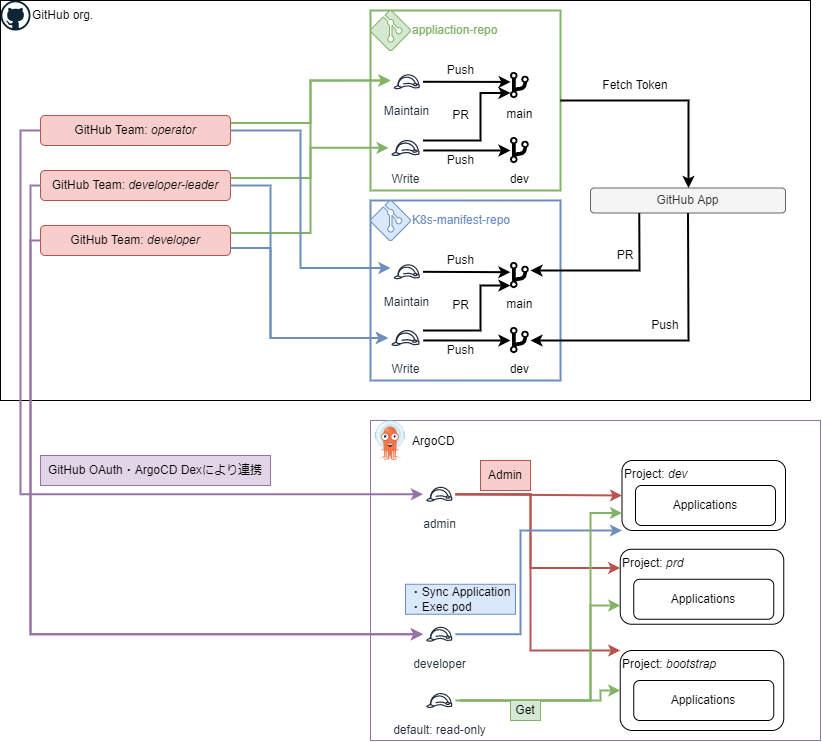 GitHub org.
appliaction-repo
Push
Maintain
main
PR
Write
Push
dev
Fetch Token
GitHub Team: operator
GitHub Team: developer-leader
GitHub Team: developer
GitHub App
K8s-manifest-repo
Push
Maintain
main
PR
Write
Push
dev
PR
Push
GitHub OAuth・ArgoCD Dexにより連携
ArgoCD
Admin
admin
・Sync Application
・Exec pod
developer
Get
default: read-only
Project: dev
Applications
Project: prd
Applications
Project: bootstrap
Applications